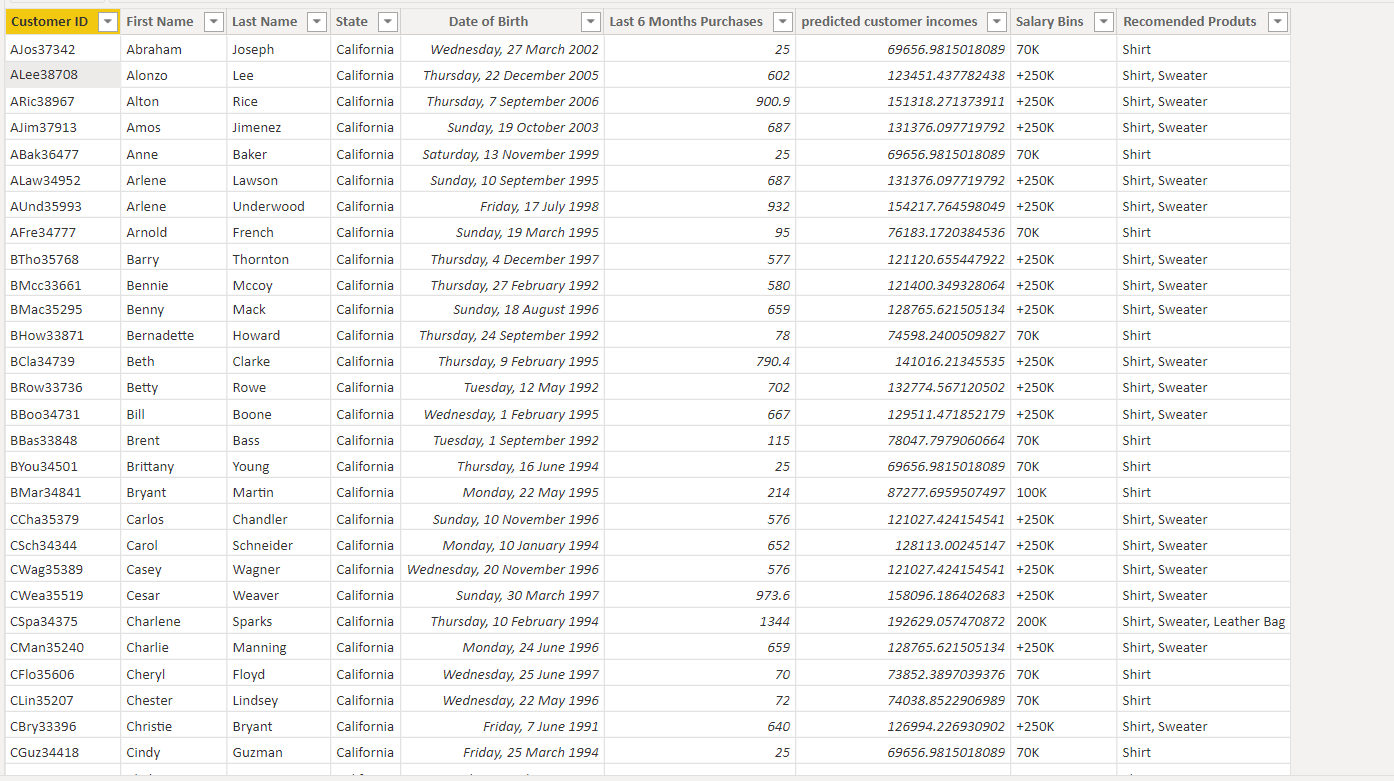 Customer ID First Name Last Name State Date of Birth Last 6 Months Purchases predicted customer incomes Salary Bins Recomended Produts
AJos37342 Abraham Joseph California Wednesday, 27 March 2002 25 69656.9815018089 70K Shirt
ALee38708 Alonzo Lee California Thursday, 22 December 2005 602 123451.437782438 +250K Shirt, Sweater
ARic38967 Alton Rice California Thursday, 7 September 2006 900.9 151318.271373911 +250K Shirt, Sweater
AJim37913 Amos Jimenez California Sunday, 19 October 2003 687 131376.097719792 +250K Shirt, Sweater
ABak36477 Anne Baker California Saturday, 13 November 1999 25 69656.9815018089 70K Shirt
ALaw34952 Arlene Lawson California Sunday, 10 September 1995 687 131376.097719792 +250K Shirt, Sweater
AUnd35993 Arlene Underwood California Friday, 17 July 1998 932 154217.764598049 +250K Shirt, Sweater
AFre34777 Arnold French California Sunday, 19 March 1995 95 76183.1720384536 70K Shirt
BTho35768 Barry Thornton California Thursday, 4 December 1997 577 121120.655447922 +250K Shirt, Sweater
BMcc33661 Bennie Mccoy California Thursday, 27 February 1992 580 121400.349328064 +250K Shirt, Sweater
BMac35295 Benny Mack California Sunday, 18 August 1996 659 128765.621505134 +250K Shirt, Sweater
BHow33871 Bernadette Howard California Thursday, 24 September 1992 78 74598.2400509827 70K Shirt
BCla34739 Beth Clarke California Thursday, 9 February 1995 790.4 141016.21345535 +250K Shirt, Sweater
BRow33736 Betty Rowe California Tuesday, 12 May 1992 702 132774.567120502 +250K Shirt, Sweater
BBoo34731 Bill Boone California Wednesday, 1 February 1995 667 129511.471852179 +250K Shirt, Sweater
BBas33848 Brent Bass California Tuesday, 1 September 1992 115 78047.7979060664 70K Shirt
BYou34501 Brittany Young California Thursday, 16 June 1994 25 69656.9815018089 70K Shirt
BMar34841 Bryant Martin California Monday, 22 May 1995 214 87277.6959507497 100K Shirt
CCha35379 Carlos Chandler California Sunday, 10 November 1996 576 121027.424154541 +250K Shirt, Sweater
CSch34344 Carol Schneider California Monday, 10 January 1994 652 128113.00245147 +250K Shirt, Sweater
CWag35389 Casey Wagner California Wednesday, 20 November 1996 576 121027.424154541 +250K Shirt, Sweater
CWea35519 Cesar Weaver California Sunday, 30 March 1997 973.6 158096.186402683 +250K Shirt, Sweater
CSpa34375 Charlene Sparks California Thursday, 10 February 1994 1344 192629.057470872 200K Shirt, Sweater, Leather Bag
CMan35240 Charlie Manning California Monday, 24 June 1996 659 128765.621505134 +250K Shirt, Sweater
CFlo35606 Cheryl Floyd California Wednesday, 25 June 1997 70 73852.3897039376 70K Shirt
CLin35207 Chester Lindsey California Wednesday, 22 May 1996 72 74038.8522906989 70K Shirt
CBry33396 Christie Bryant California Friday, 7 June 1991 640 126994.226930902 +250K Shirt, Sweater
CGuz34418 Cindy Guzman California Friday, 25 March 1994 25 69656.9815018089 70K Shirt